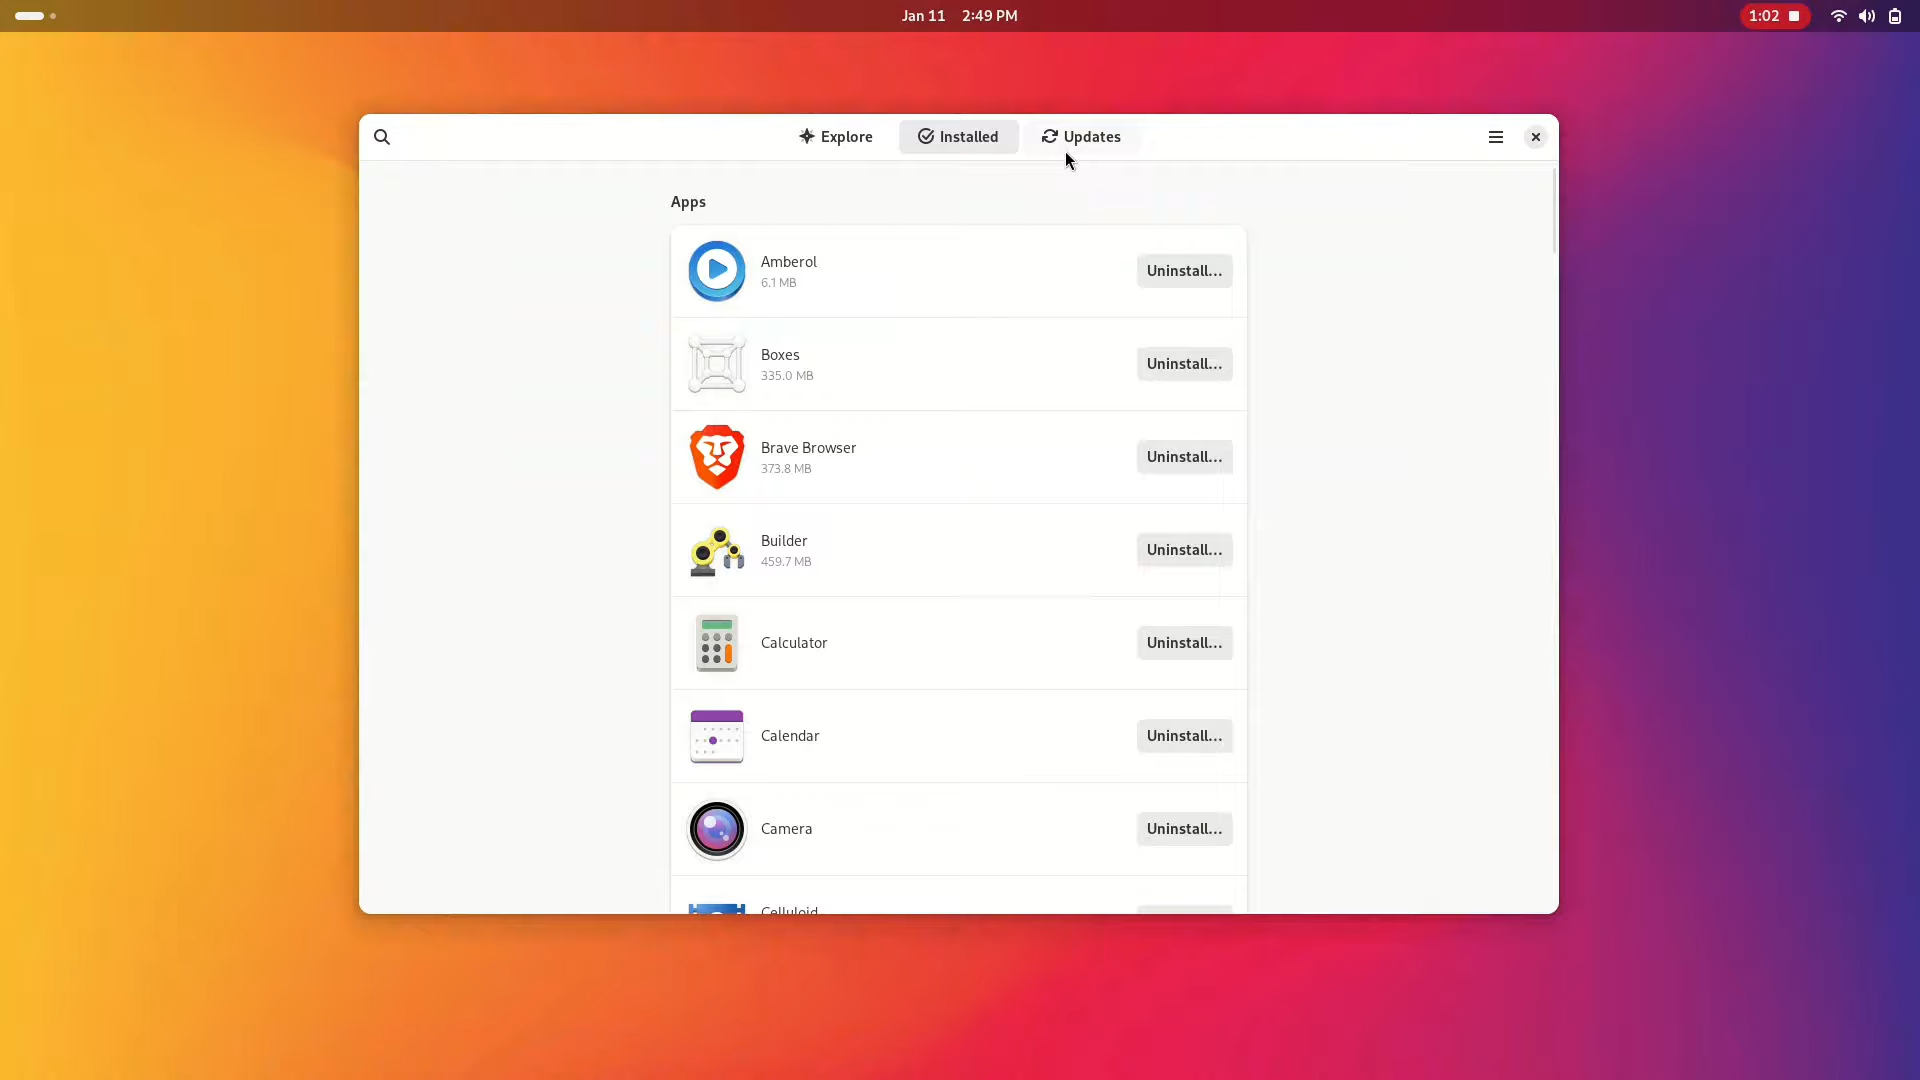 Jan 11 2:49 PM
1:02
Explore
Installed
Updates
Apps
Amberol
6.1 MB
Uninstall...
Boxes
335.0 MB
Uninstall...
Brave Browser
373.8 MB
Uninstall...
Builder
459.7 MB
Uninstall...
Calculator
Uninstall...
Calendar
Uninstall...
Camera
Uninstall...
Celluloid